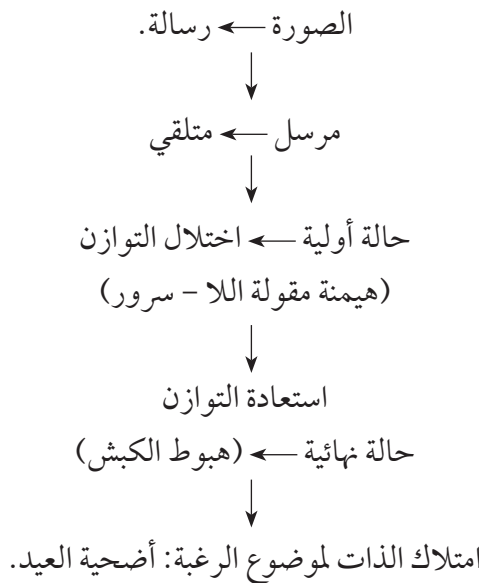 الصورة ← رسالة.
مرسل ← متلقي
حالة أولية ← اختلال التوازن
(هيمنة مقولة اللا – سرور)
استعادة التوازن
حالة نهائية ← (هبوط الكبش)
امتلاك الذات لموضوع الرغبة: أضحية العيد.